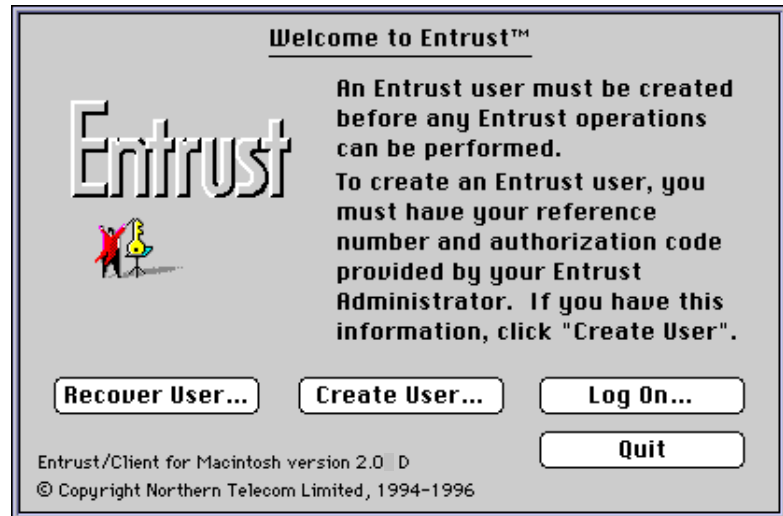 Welcome to Entrust™
Entrust
An Entrust user must be created
before any Entrust operations
can be performed.
To create an Entrust user, you
must have your reference
number and authorization code
provided by your Entrust
Administrator.  If you have this
information, click "Create User".
Recover User...
Create User...
Log On...
Quit
Entrust/Client for Macintosh version 2.0 D
© Copyright Northern Telecom Limited, 1994-1996